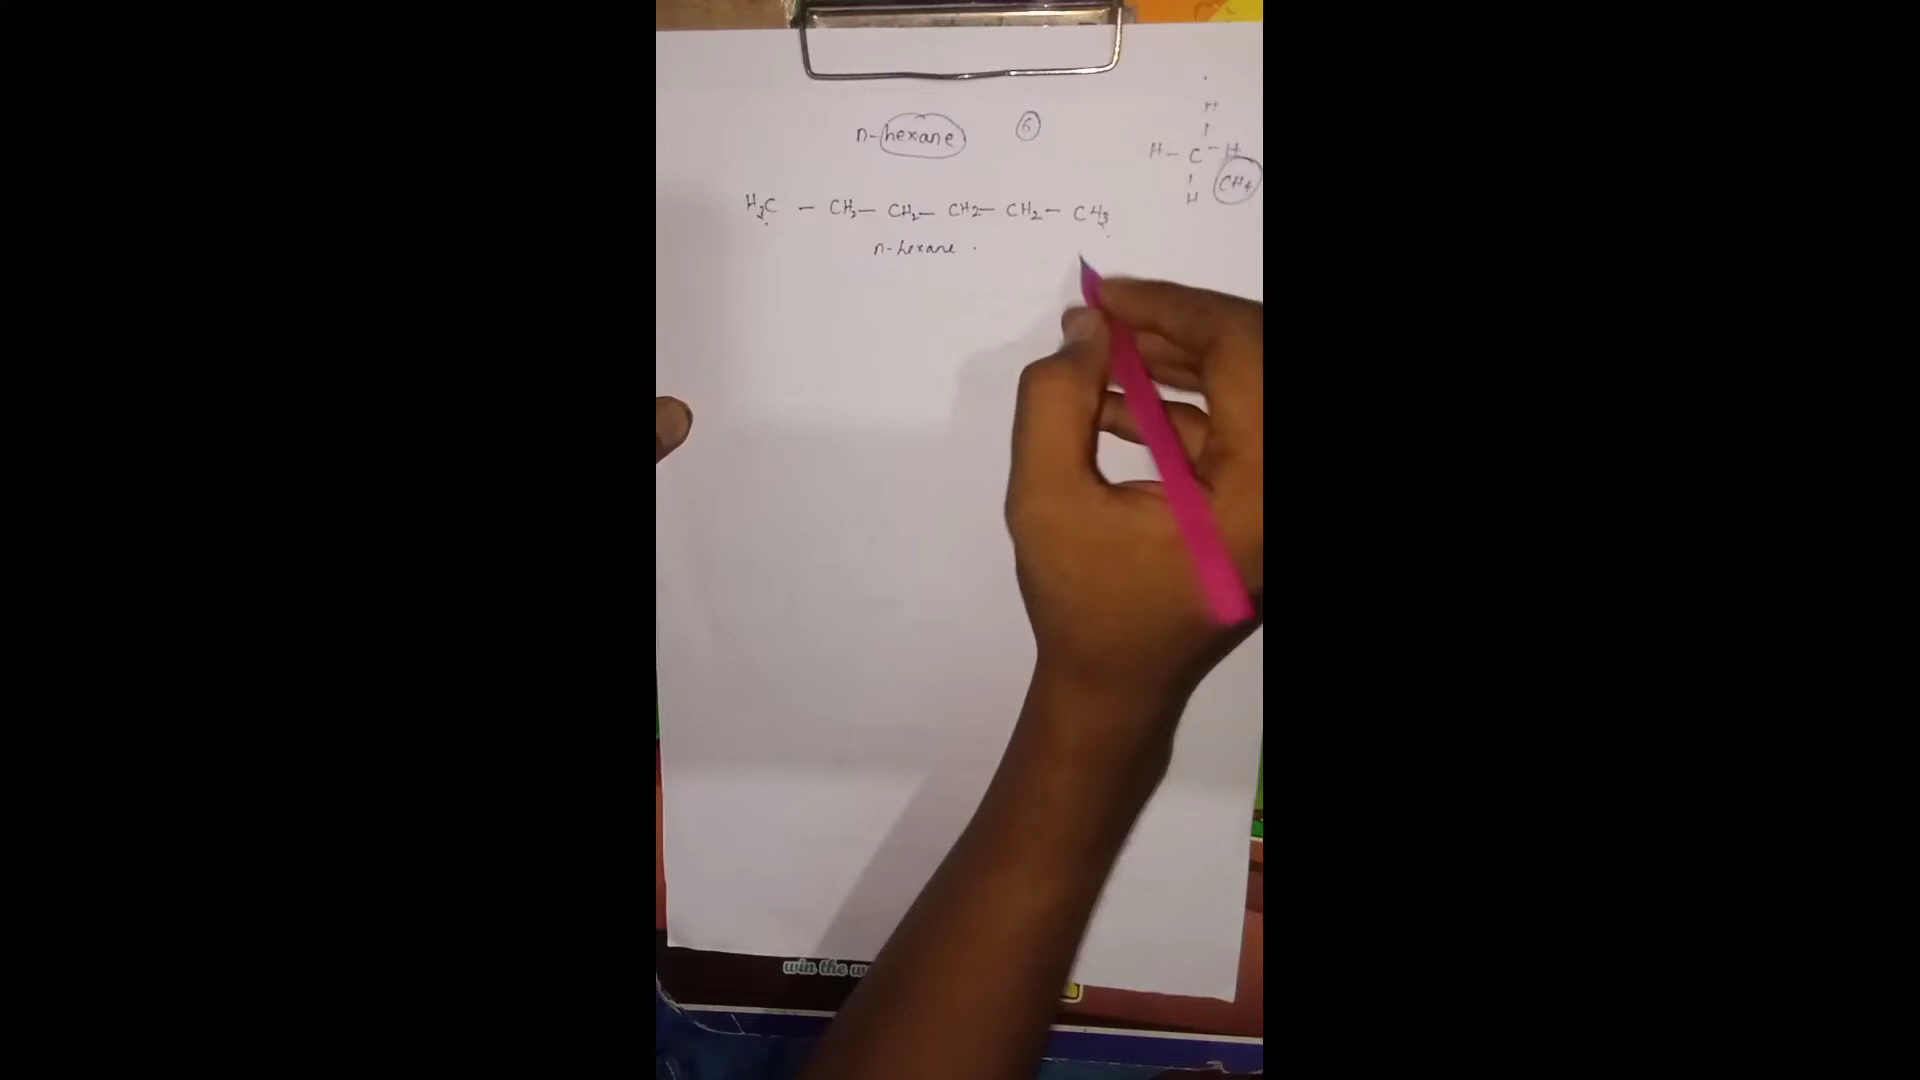 n-hexane 6
H
H - C - H
CH4
H
H3C - CH2 - CH2 - CH2 - CH2 - CH3
n-hexane .
win the